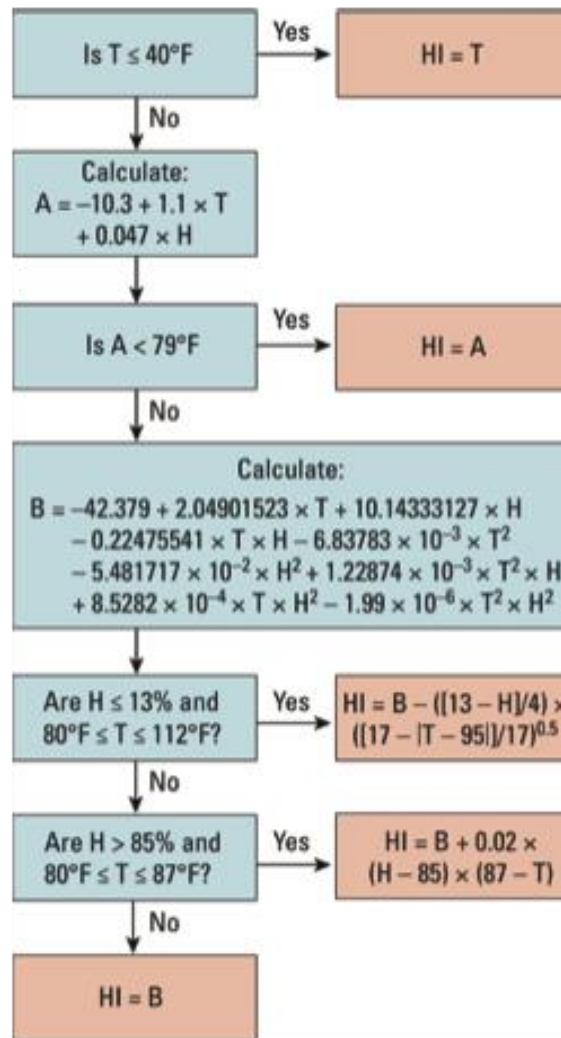 Is T ≤ 40°F
Yes
HI = T
No
Calculate:
A = –10.3 + 1.1 × T
+ 0.047 × H
Is A < 79°F
Yes
HI = A
No
Calculate:
B = –42.379 + 2.04901523 × T + 10.14333127 × H
– 0.22475541 × T × H – 6.83783 × 10⁻³ × T²
– 5.481717 × 10⁻² × H² + 1.22874 × 10⁻³ × T² × H
+ 8.5282 × 10⁻⁴ × T × H² – 1.99 × 10⁻⁶ × T² × H²
Are H ≤ 13% and
80°F ≤ T ≤ 112°F?
Yes
HI = B – ([13 – H]/4) ×
([17 – |T – 95|]/17)⁰·⁵
No
Are H > 85% and
80°F ≤ T ≤ 87°F?
Yes
HI = B + 0.02 ×
(H – 85) × (87 – T)
No
HI = B